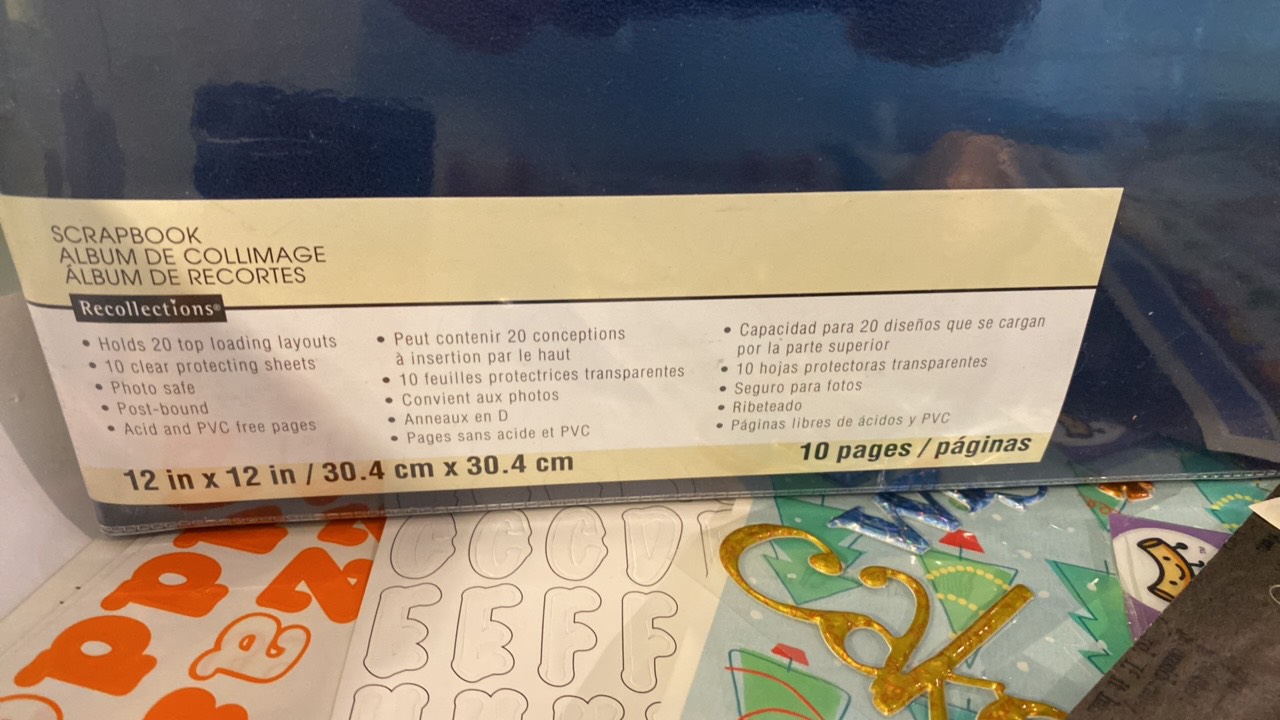 SCRAPBOOK
ALBUM DE COLLIMAGE
ÁLBUM DE RECORTES
Recollections®
• Holds 20 top loading layouts
• 10 clear protecting sheets
• Photo safe
• Post-bound
• Acid and PVC free pages
• Peut contenir 20 conceptions
à insertion par le haut
• 10 feuilles protectrices transparentes
• Convient aux photos
• Anneaux en D
• Pages sans acide et PVC
• Capacidad para 20 diseños que se cargan
por la parte superior
• 10 hojas protectoras transparentes
• Seguro para fotos
• Ribeteado
• Páginas libres de ácidos y PVC
12 in x 12 in / 30.4 cm x 30.4 cm
10 pages / páginas
C C C D
E E F F